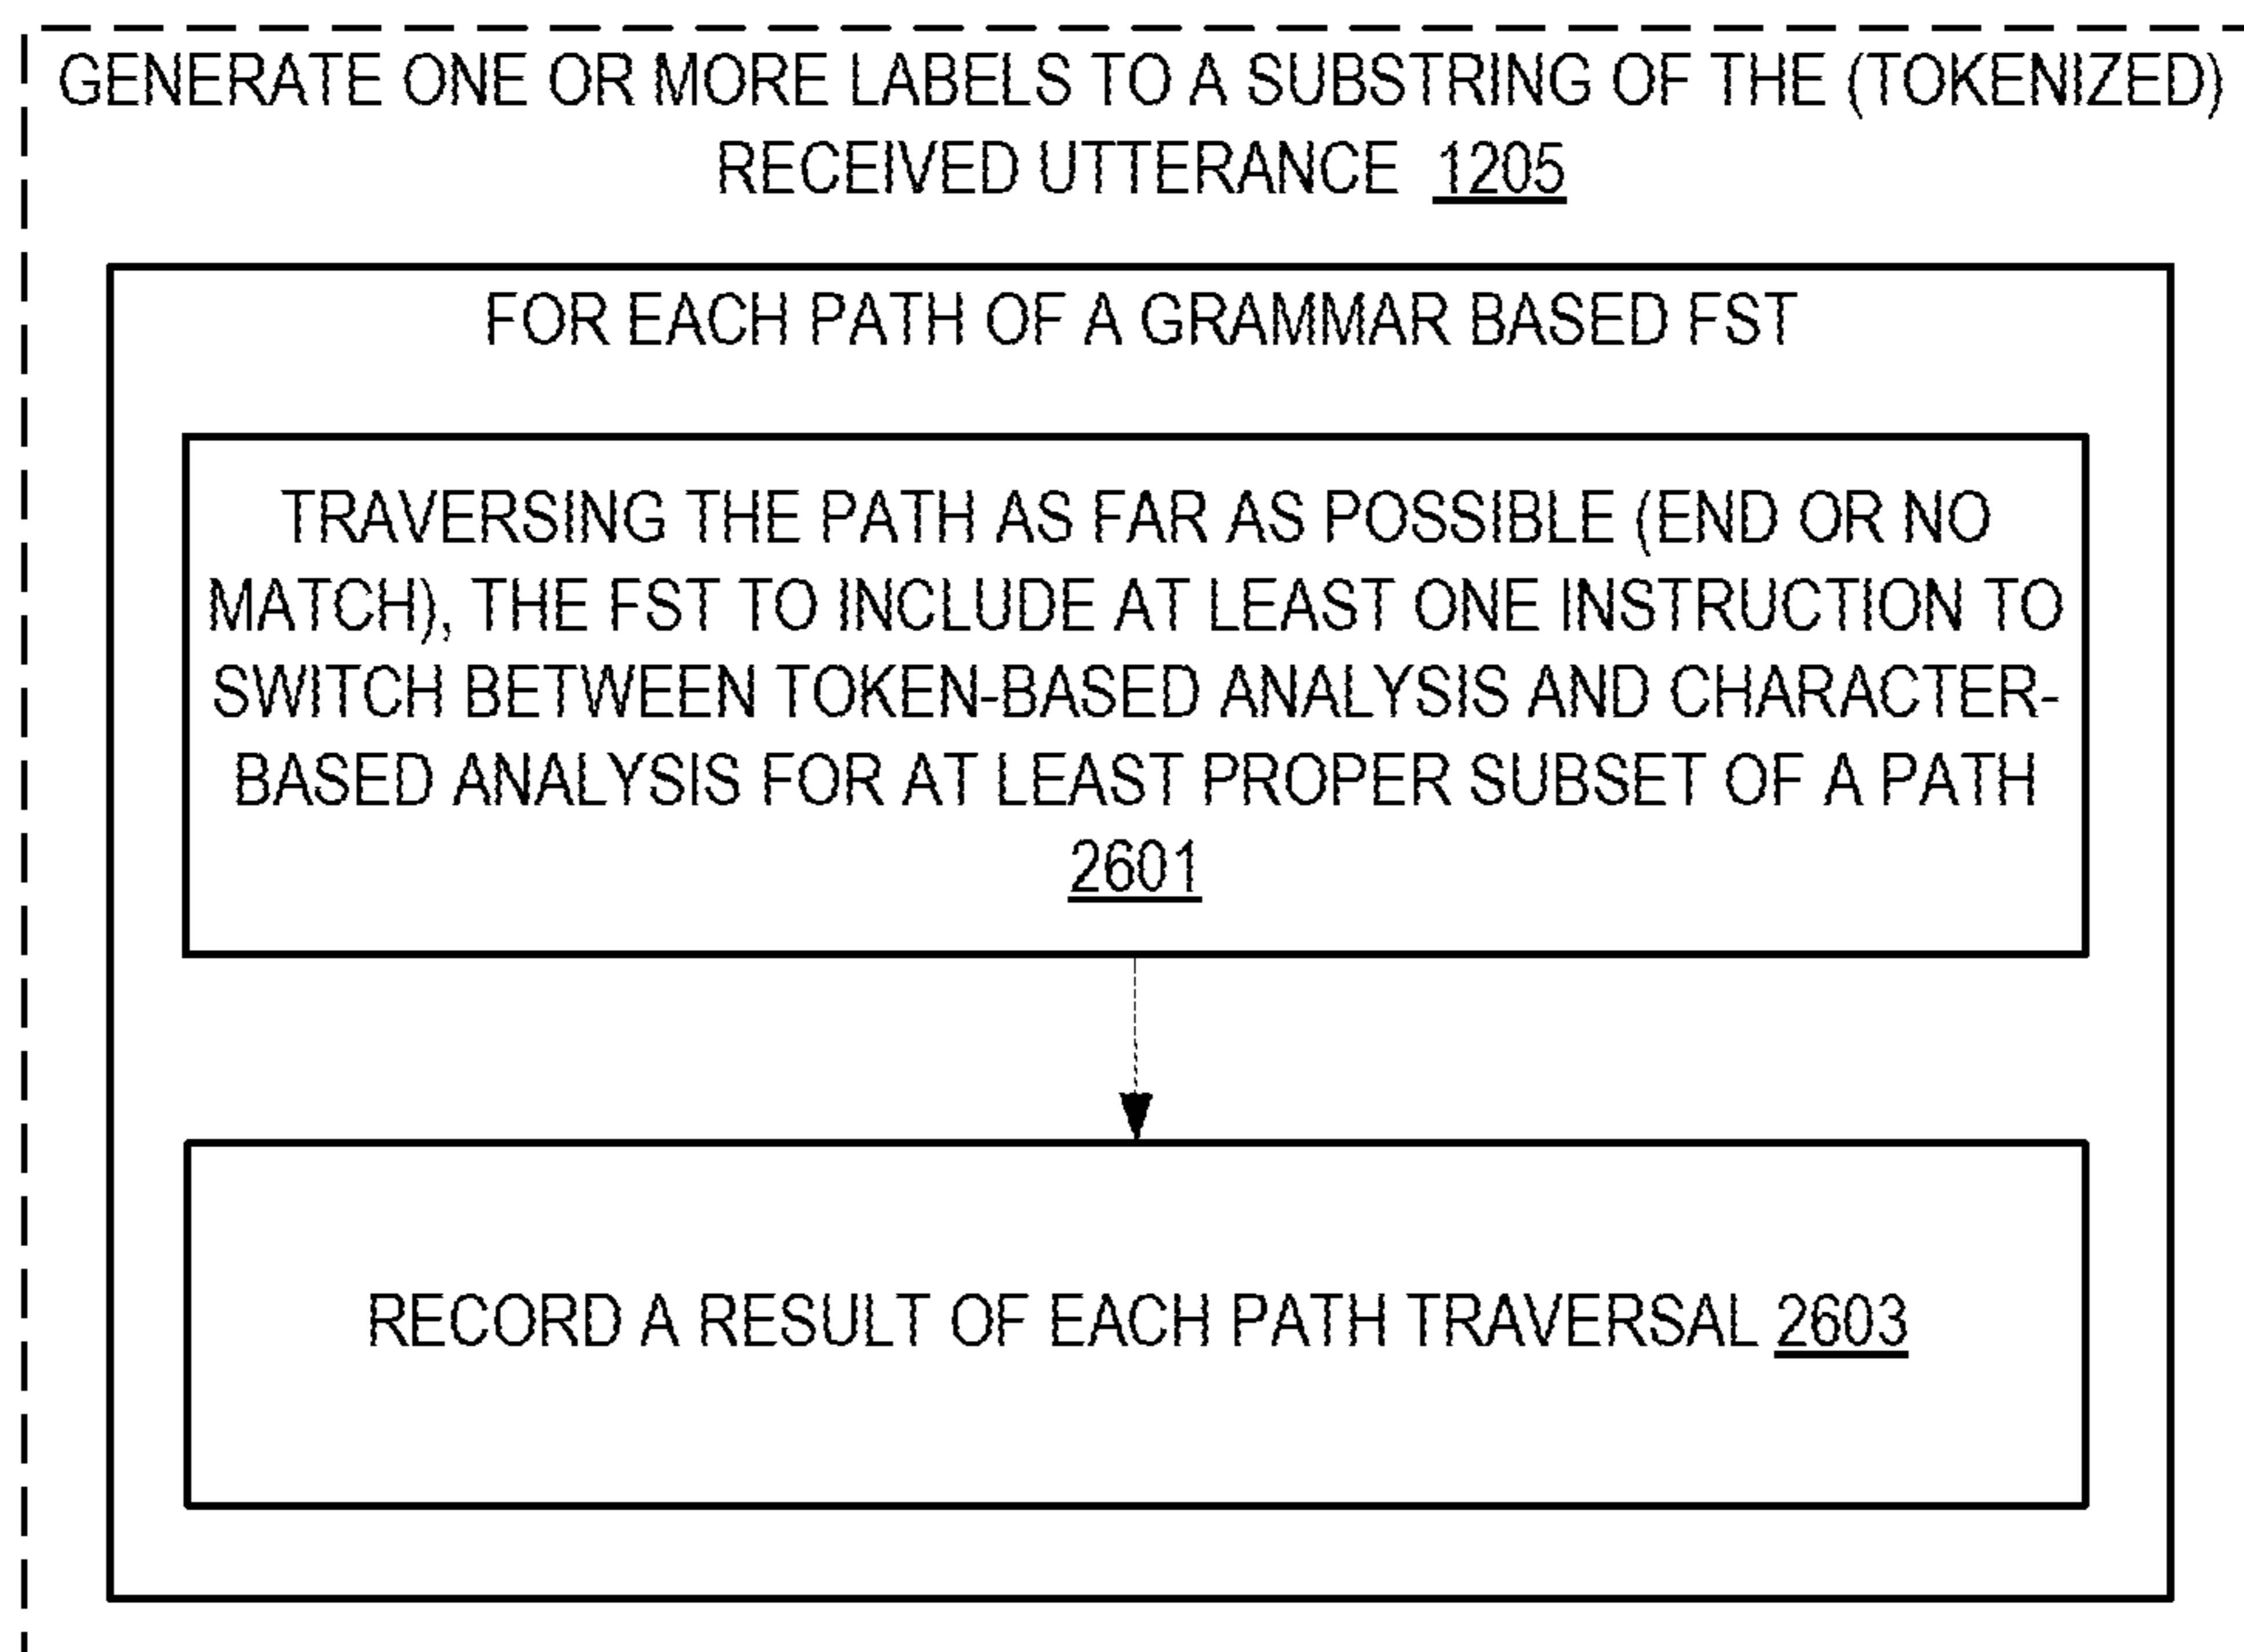 GENERATE ONE OR MORE LABELS TO A SUBSTRING OF THE (TOKENIZED)
RECEIVED UTTERANCE 1205
FOR EACH PATH OF A GRAMMAR BASED FST
TRAVERSING THE PATH AS FAR AS POSSIBLE (END OR NO
MATCH), THE FST TO INCLUDE AT LEAST ONE INSTRUCTION TO
SWITCH BETWEEN TOKEN-BASED ANALYSIS AND CHARACTER-
BASED ANALYSIS FOR AT LEAST PROPER SUBSET OF A PATH
2601
RECORD A RESULT OF EACH PATH TRAVERSAL 2603